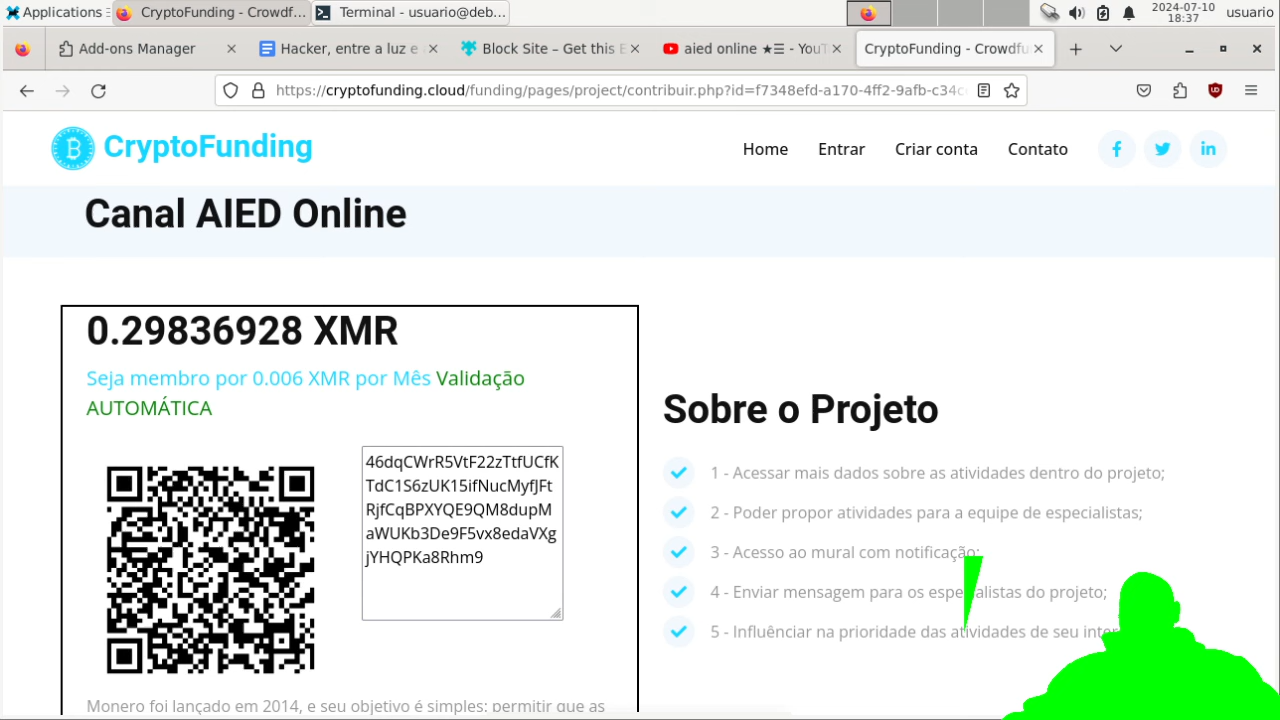 Applications
CryptoFunding - Crowdf...
Terminal - usuario@deb...
2024-07-10
18:37
usuario
Add-ons Manager
Hacker, entre a luz e
Block Site – Get this E
aied online ★☰ - YouT
CryptoFunding - Crowdfu
https://cryptofunding.cloud/funding/pages/project/contribuir.php?id=f7348efd-a170-4ff2-9afb-c34c
CryptoFunding
Home
Entrar
Criar conta
Contato
Canal AIED Online
0.29836928 XMR
Seja membro por 0.006 XMR por Mês Validação
AUTOMÁTICA
46dqCWrR5VtF22zTtfUCfK
TdC1S6zUK15ifNucMyfJFt
RjfCqBPXYQE9QM8dupM
aWUKb3De9F5vx8edaVXg
jYHQPKa8Rhm9
Monero foi lançado em 2014, e seu objetivo é simples: permitir que as
Sobre o Projeto
1 - Acessar mais dados sobre as atividades dentro do projeto;
2 - Poder propor atividades para a equipe de especialistas;
3 - Acesso ao mural com notificação;
4 - Enviar mensagem para os especialistas do projeto;
5 - Influênciar na prioridade das atividades de seu inter